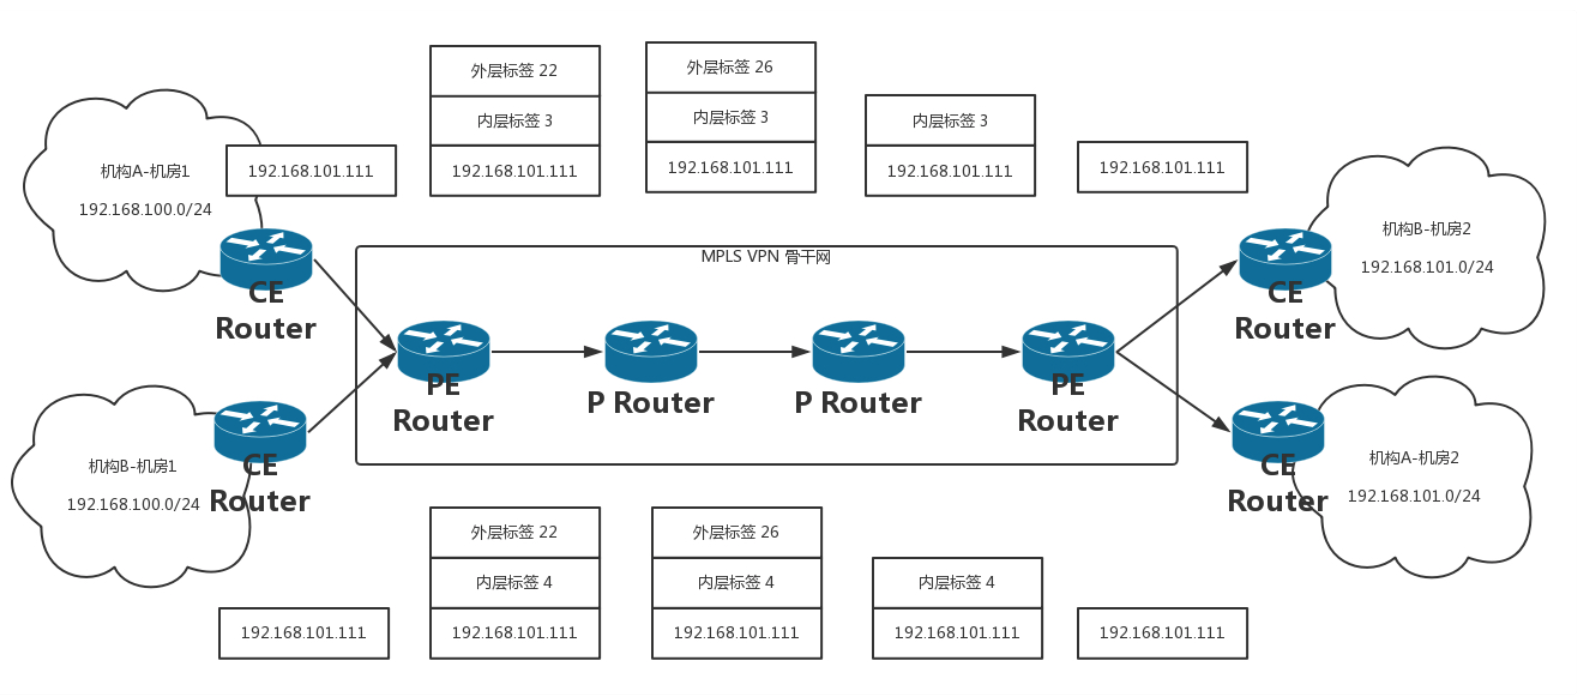 外层标签 22
内层标签 3
192.168.101.111
外层标签 26
内层标签 3
192.168.101.111
内层标签 3
192.168.101.111
192.168.101.111
192.168.101.111
机构A-机房1
192.168.100.0/24
机构B-机房2
192.168.101.0/24
MPLS VPN 骨干网
CE
Router
CE
Router
PE
Router
P Router
P Router
PE
Router
机构B-机房1
192.168.100.0/24
CE
Router
机构A-机房2
192.168.101.0/24
CE
Router
192.168.101.111
外层标签 22
内层标签 4
192.168.101.111
外层标签 26
内层标签 4
192.168.101.111
内层标签 4
192.168.101.111
192.168.101.111